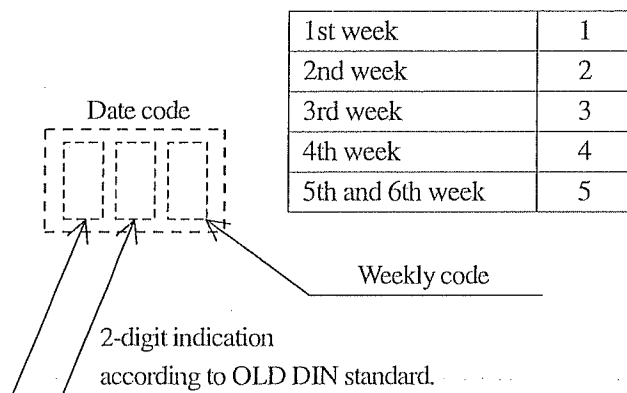 1st week 1
2nd week 2
3rd week 3
4th week 4
5th and 6th week 5
Date code
Weekly code
2-digit indication
according to OLD DIN standard.